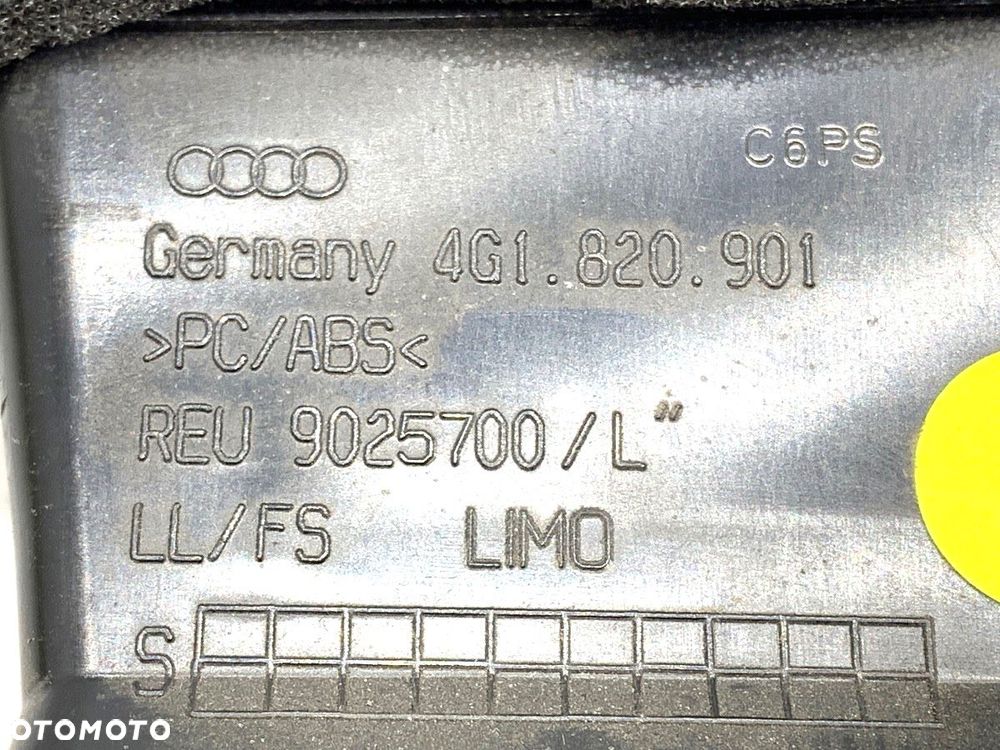 C6PS
Germany 4G1.820.901
>PC/ABS<
REU 9025700/L"
LL/FS LIMO
S
OTOMOTO